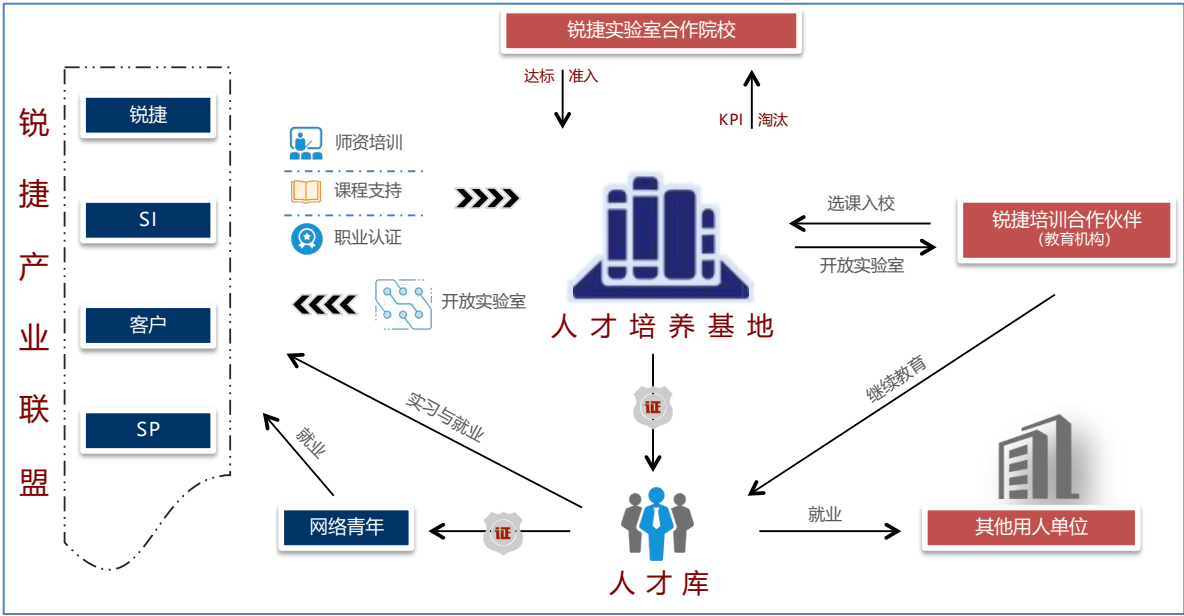 锐捷产业联盟
锐捷
SI
客户
SP
锐捷实验室合作院校
达标 准入
KPI 淘汰
师资培训
课程支持
职业认证
开放实验室
人才培养基地
选课入校
开放实验室
锐捷培训合作伙伴
(教育机构)
继续教育
证
实习与就业
就业
网络青年
证
人才库
就业
其他用人单位